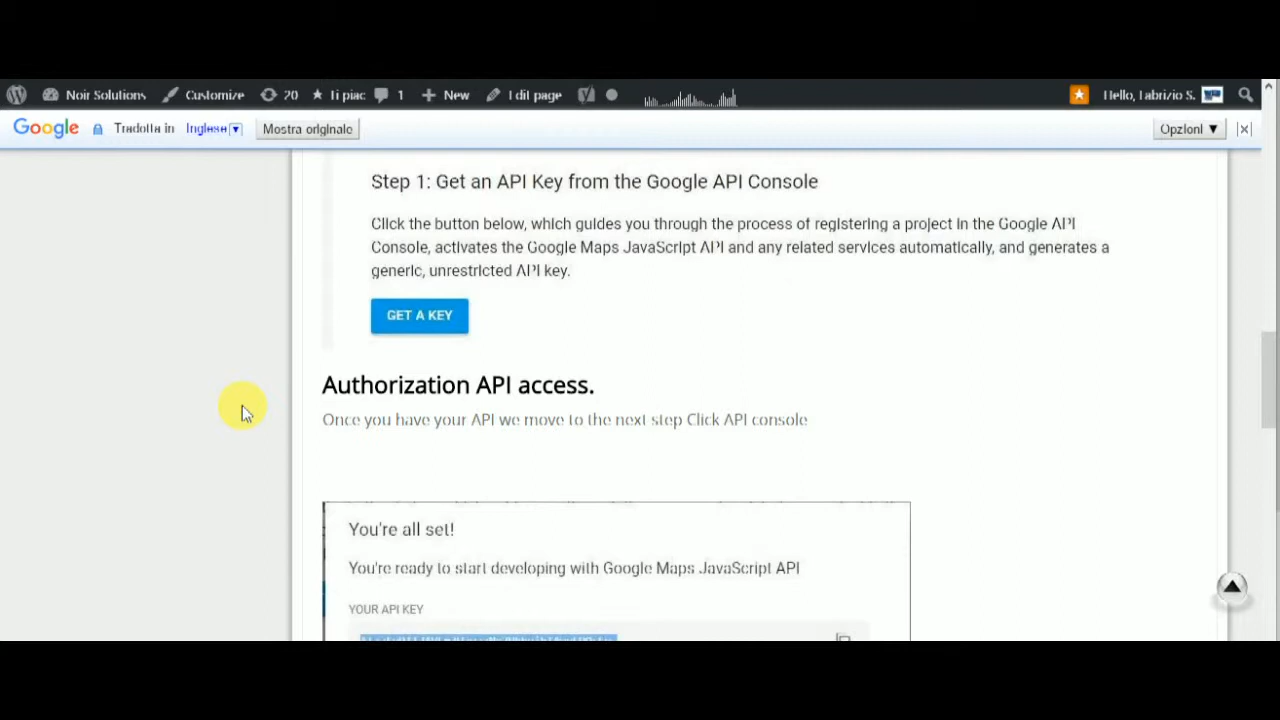 Noir Solutions Customize 20 Ti piac 1 New Edit page Hello, Fabrizio S.
Google Tradotta in Inglese Mostra originale Opzioni
Step 1: Get an API Key from the Google API Console
Click the button below, which guides you through the process of registering a project in the Google API
Console, activates the Google Maps JavaScript API and any related services automatically, and generates a
generic, unrestricted API key.
GET A KEY
Authorization API access.
Once you have your API we move to the next step Click API console
You're all set!
You're ready to start developing with Google Maps JavaScript API
YOUR API KEY